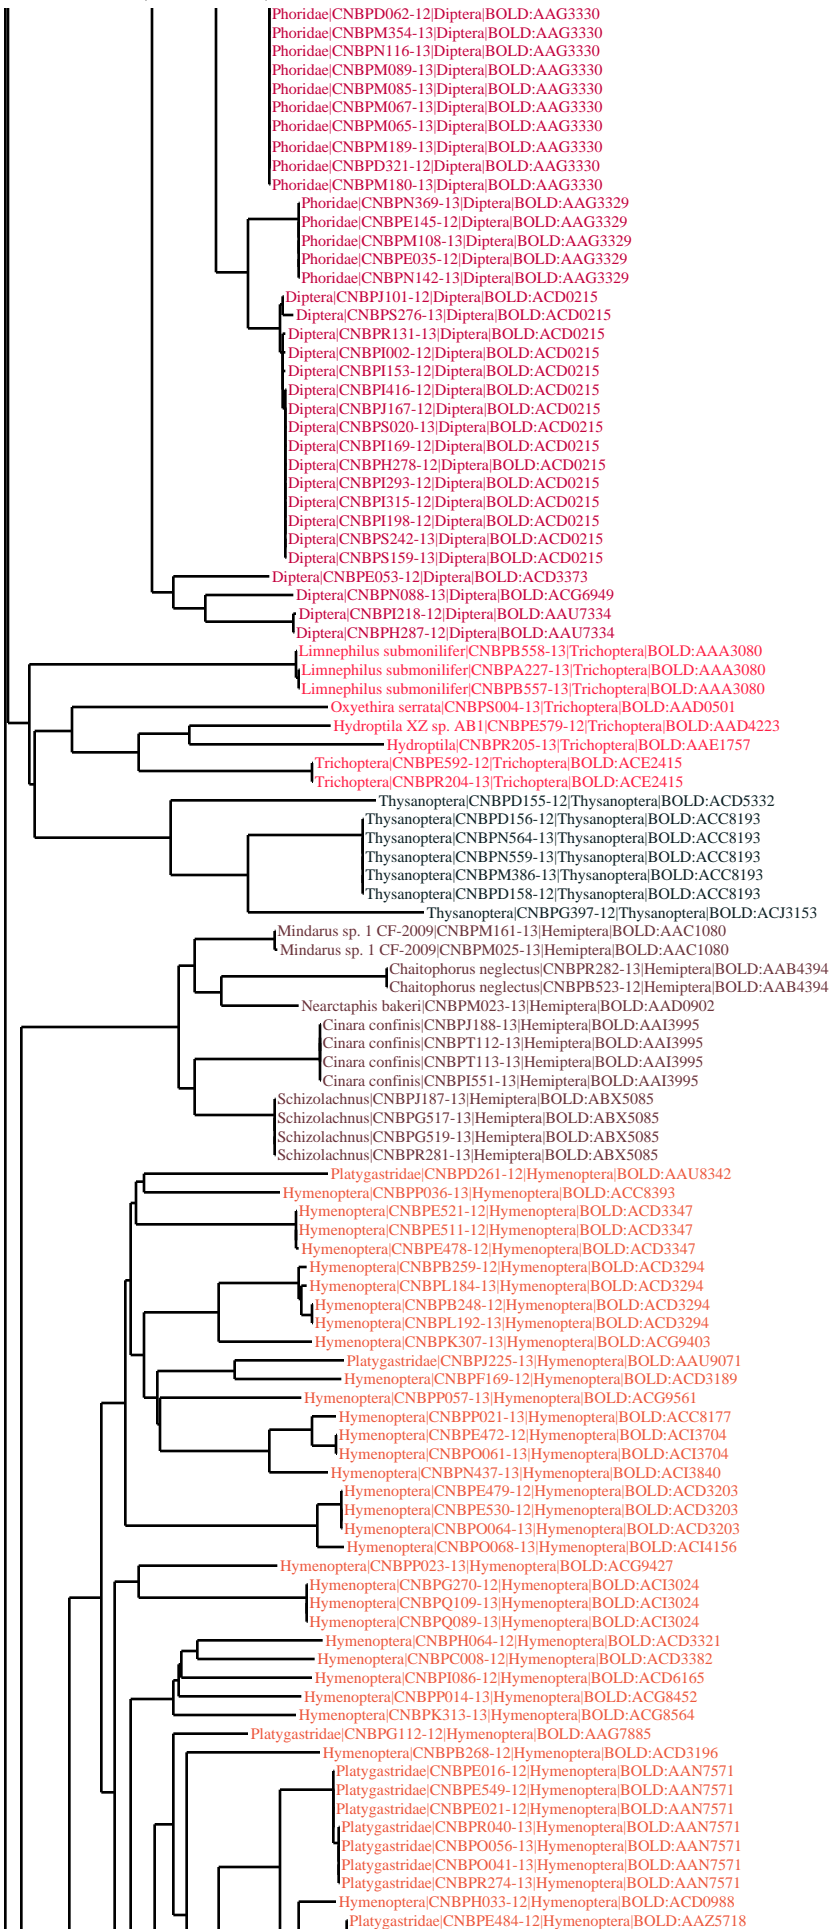 Phoridae|CNBPD062-12|Diptera|BOLD:AAG3330
Phoridae|CNBPM354-13|Diptera|BOLD:AAG3330
Phoridae|CNBPN116-13|Diptera|BOLD:AAG3330
Phoridae|CNBPM089-13|Diptera|BOLD:AAG3330
Phoridae|CNBPM085-13|Diptera|BOLD:AAG3330
Phoridae|CNBPM067-13|Diptera|BOLD:AAG3330
Phoridae|CNBPM065-13|Diptera|BOLD:AAG3330
Phoridae|CNBPM189-13|Diptera|BOLD:AAG3330
Phoridae|CNBPD321-12|Diptera|BOLD:AAG3330
Phoridae|CNBPM180-13|Diptera|BOLD:AAG3330
Phoridae|CNBPN369-13|Diptera|BOLD:AAG3329
Phoridae|CNBPE145-12|Diptera|BOLD:AAG3329
Phoridae|CNBPM108-13|Diptera|BOLD:AAG3329
Phoridae|CNBPE035-12|Diptera|BOLD:AAG3329
Phoridae|CNBPN142-13|Diptera|BOLD:AAG3329
Diptera|CNBPJ101-12|Diptera|BOLD:ACD0215
Diptera|CNBPS276-13|Diptera|BOLD:ACD0215
Diptera|CNBPR131-13|Diptera|BOLD:ACD0215
Diptera|CNBPI002-12|Diptera|BOLD:ACD0215
Diptera|CNBPI153-12|Diptera|BOLD:ACD0215
Diptera|CNBPI416-12|Diptera|BOLD:ACD0215
Diptera|CNBPJ167-12|Diptera|BOLD:ACD0215
Diptera|CNBPS020-13|Diptera|BOLD:ACD0215
Diptera|CNBPI169-12|Diptera|BOLD:ACD0215
Diptera|CNBPH278-12|Diptera|BOLD:ACD0215
Diptera|CNBPI293-12|Diptera|BOLD:ACD0215
Diptera|CNBPI315-12|Diptera|BOLD:ACD0215
Diptera|CNBPI198-12|Diptera|BOLD:ACD0215
Diptera|CNBPS242-13|Diptera|BOLD:ACD0215
Diptera|CNBPS159-13|Diptera|BOLD:ACD0215
Diptera|CNBPE053-12|Diptera|BOLD:ACD3373
Diptera|CNBPN088-13|Diptera|BOLD:ACG6949
Diptera|CNBPI218-12|Diptera|BOLD:AAU7334
Diptera|CNBPH287-12|Diptera|BOLD:AAU7334
Limnephilus submonilifer|CNBPB558-13|Trichoptera|BOLD:AAA3080
Limnephilus submonilifer|CNBPA227-13|Trichoptera|BOLD:AAA3080
Limnephilus submonilifer|CNBPB557-13|Trichoptera|BOLD:AAA3080
Oxyethira serrata|CNBPS004-13|Trichoptera|BOLD:AAD0501
Hydroptila XZ sp. AB1|CNBPE579-12|Trichoptera|BOLD:AAD4223
Hydroptila|CNBPR205-13|Trichoptera|BOLD:AAE1757
Trichoptera|CNBPE592-12|Trichoptera|BOLD:ACE2415
Trichoptera|CNBPR204-13|Trichoptera|BOLD:ACE2415
Thysanoptera|CNBPD155-12|Thysanoptera|BOLD:ACD5332
Thysanoptera|CNBPD156-12|Thysanoptera|BOLD:ACC8193
Thysanoptera|CNBPN564-13|Thysanoptera|BOLD:ACC8193
Thysanoptera|CNBPN559-13|Thysanoptera|BOLD:ACC8193
Thysanoptera|CNBPM386-13|Thysanoptera|BOLD:ACC8193
Thysanoptera|CNBPD158-12|Thysanoptera|BOLD:ACC8193
Thysanoptera|CNBPG397-12|Thysanoptera|BOLD:ACJ3153
Mindarus sp. 1 CF-2009|CNBPM161-13|Hemiptera|BOLD:AAC1080
Mindarus sp. 1 CF-2009|CNBPM025-13|Hemiptera|BOLD:AAC1080
Chaitophorus neglectus|CNBPR282-13|Hemiptera|BOLD:AAB4394
Chaitophorus neglectus|CNBPB523-12|Hemiptera|BOLD:AAB4394
Nearctaphis bakeri|CNBPM023-13|Hemiptera|BOLD:AAD0902
Cinara confinis|CNBPJ188-13|Hemiptera|BOLD:AAI3995
Cinara confinis|CNBPT112-13|Hemiptera|BOLD:AAI3995
Cinara confinis|CNBPT113-13|Hemiptera|BOLD:AAI3995
Cinara confinis|CNBPI551-13|Hemiptera|BOLD:AAI3995
Schizolachnus|CNBPJ187-13|Hemiptera|BOLD:ABX5085
Schizolachnus|CNBPG517-13|Hemiptera|BOLD:ABX5085
Schizolachnus|CNBPG519-13|Hemiptera|BOLD:ABX5085
Schizolachnus|CNBPR281-13|Hemiptera|BOLD:ABX5085
Platygastridae|CNBPD261-12|Hymenoptera|BOLD:AAU8342
Hymenoptera|CNBPP036-13|Hymenoptera|BOLD:ACC8393
Hymenoptera|CNBPE521-12|Hymenoptera|BOLD:ACD3347
Hymenoptera|CNBPE511-12|Hymenoptera|BOLD:ACD3347
Hymenoptera|CNBPE478-12|Hymenoptera|BOLD:ACD3347
Hymenoptera|CNBPB259-12|Hymenoptera|BOLD:ACD3294
Hymenoptera|CNBPL184-13|Hymenoptera|BOLD:ACD3294
Hymenoptera|CNBPB248-12|Hymenoptera|BOLD:ACD3294
Hymenoptera|CNBPL192-13|Hymenoptera|BOLD:ACD3294
Hymenoptera|CNBPK307-13|Hymenoptera|BOLD:ACG9403
Platygastridae|CNBPJ225-13|Hymenoptera|BOLD:AAU9071
Hymenoptera|CNBPF169-12|Hymenoptera|BOLD:ACD3189
Hymenoptera|CNBPP057-13|Hymenoptera|BOLD:ACG9561
Hymenoptera|CNBPP021-13|Hymenoptera|BOLD:ACC8177
Hymenoptera|CNBPE472-12|Hymenoptera|BOLD:ACI3704
Hymenoptera|CNBPO061-13|Hymenoptera|BOLD:ACI3704
Hymenoptera|CNBPN437-13|Hymenoptera|BOLD:ACI3840
Hymenoptera|CNBPE479-12|Hymenoptera|BOLD:ACD3203
Hymenoptera|CNBPE530-12|Hymenoptera|BOLD:ACD3203
Hymenoptera|CNBPO064-13|Hymenoptera|BOLD:ACD3203
Hymenoptera|CNBPO068-13|Hymenoptera|BOLD:ACI4156
Hymenoptera|CNBPP023-13|Hymenoptera|BOLD:ACG9427
Hymenoptera|CNBPG270-12|Hymenoptera|BOLD:ACI3024
Hymenoptera|CNBPQ109-13|Hymenoptera|BOLD:ACI3024
Hymenoptera|CNBPQ089-13|Hymenoptera|BOLD:ACI3024
Hymenoptera|CNBPH064-12|Hymenoptera|BOLD:ACD3321
Hymenoptera|CNBPC008-12|Hymenoptera|BOLD:ACD3382
Hymenoptera|CNBPI086-12|Hymenoptera|BOLD:ACD6165
Hymenoptera|CNBPP014-13|Hymenoptera|BOLD:ACG8452
Hymenoptera|CNBPK313-13|Hymenoptera|BOLD:ACG8564
Platygastridae|CNBPG112-12|Hymenoptera|BOLD:AAG7885
Hymenoptera|CNBPB268-12|Hymenoptera|BOLD:ACD3196
Platygastridae|CNBPE016-12|Hymenoptera|BOLD:AAN7571
Platygastridae|CNBPE549-12|Hymenoptera|BOLD:AAN7571
Platygastridae|CNBPE021-12|Hymenoptera|BOLD:AAN7571
Platygastridae|CNBPR040-13|Hymenoptera|BOLD:AAN7571
Platygastridae|CNBPO056-13|Hymenoptera|BOLD:AAN7571
Platygastridae|CNBPO041-13|Hymenoptera|BOLD:AAN7571
Platygastridae|CNBPR274-13|Hymenoptera|BOLD:AAN7571
Hymenoptera|CNBPH033-12|Hymenoptera|BOLD:ACD0988
Platygastridae|CNBPE484-12|Hymenoptera|BOLD:AAZ5718